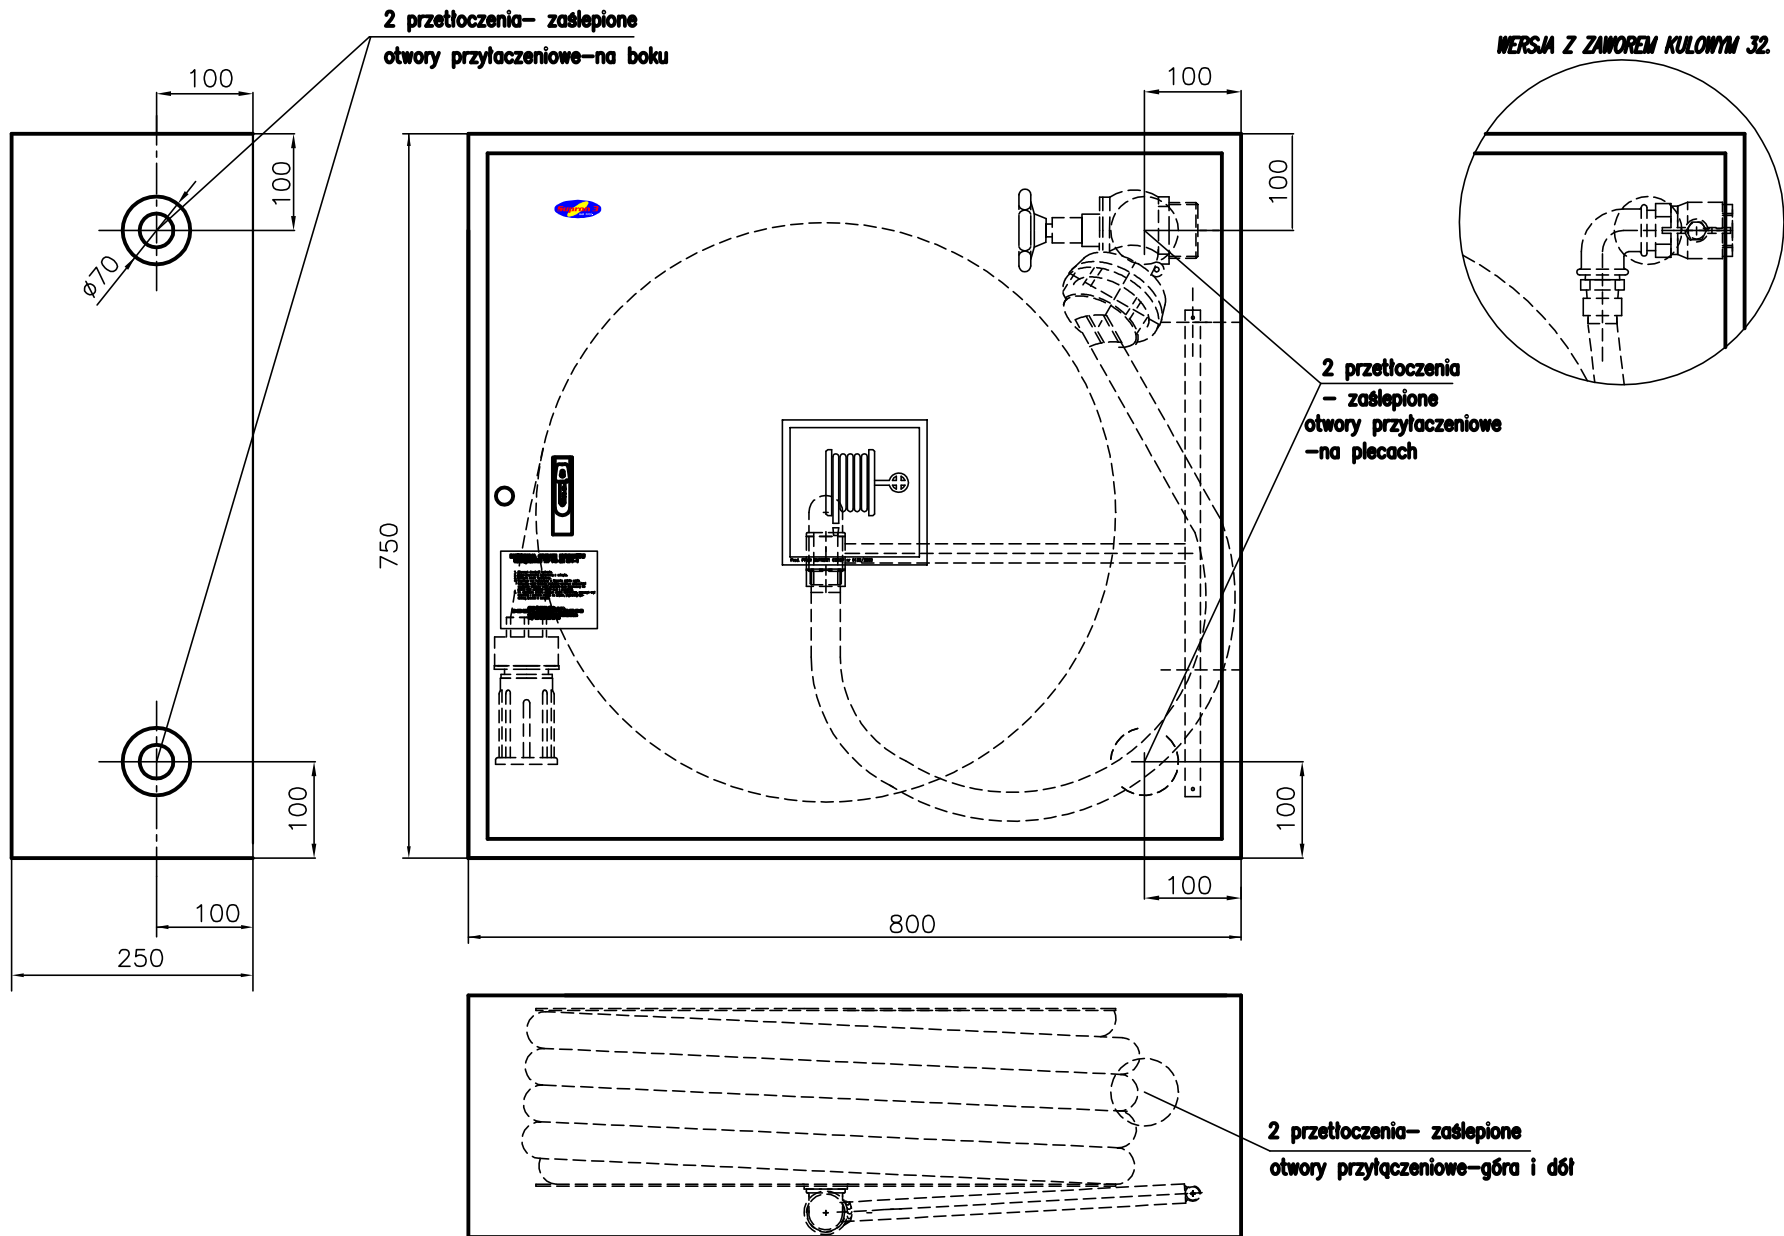 2 przetłoczenia- zaślepione
otwory przyłaczeniowe-na boku
WERSJA Z ZAWOREM KULOWYM 32.
100
100
100
100
ø70
2 przetłoczenia
- zaślepione
otwory przyłaczeniowe
-na plecach
750
100
100
100
100
800
250
2 przetłoczenia- zaślepione
otwory przyłączeniowe-góra i dół